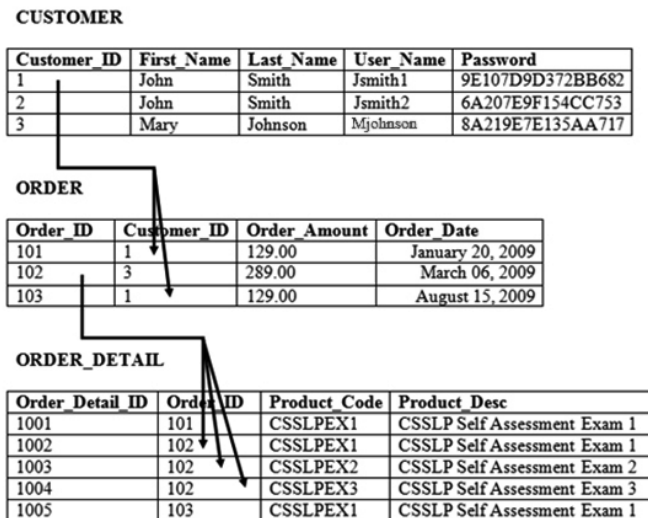 CUSTOMER
Customer_ID First_Name Last_Name User_Name Password
1 John Smith Jsmith1 9E107D9D372BB682
2 John Smith Jsmith2 6A207E9F154CC753
3 Mary Johnson Mjohnson 8A219E7E135AA717
ORDER
Order_ID Customer_ID Order_Amount Order_Date
101 1 129.00 January 20, 2009
102 3 289.00 March 06, 2009
103 1 129.00 August 15, 2009
ORDER_DETAIL
Order_Detail_ID Order_ID Product_Code Product_Desc
1001 101 CSSLPEX1 CSSLP Self Assessment Exam 1
1002 102 CSSLPEX1 CSSLP Self Assessment Exam 1
1003 102 CSSLPEX2 CSSLP Self Assessment Exam 2
1004 102 CSSLPEX3 CSSLP Self Assessment Exam 3
1005 103 CSSLPEX1 CSSLP Self Assessment Exam 1